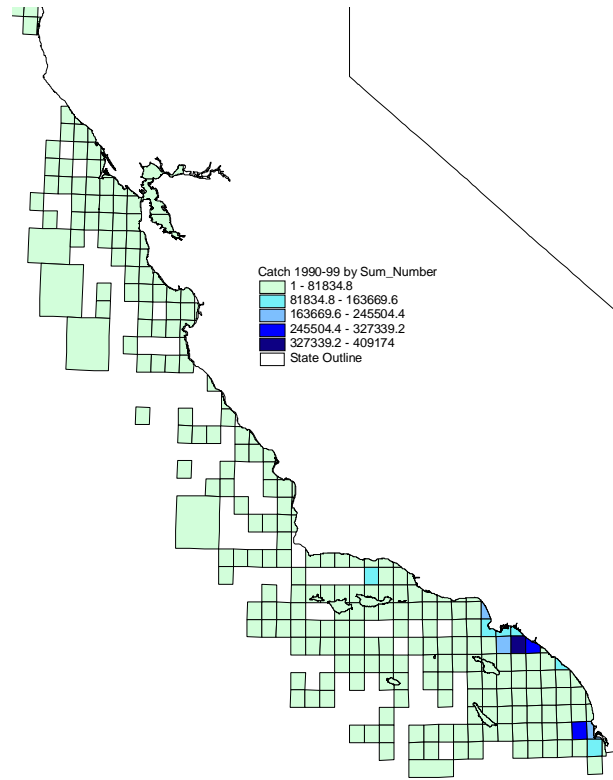 Catch 1990-99 by Sum_Number
1 - 81834.8
81834.8 - 163669.6
163669.6 - 245504.4
245504.4 - 327339.2
327339.2 - 409174
State Outline